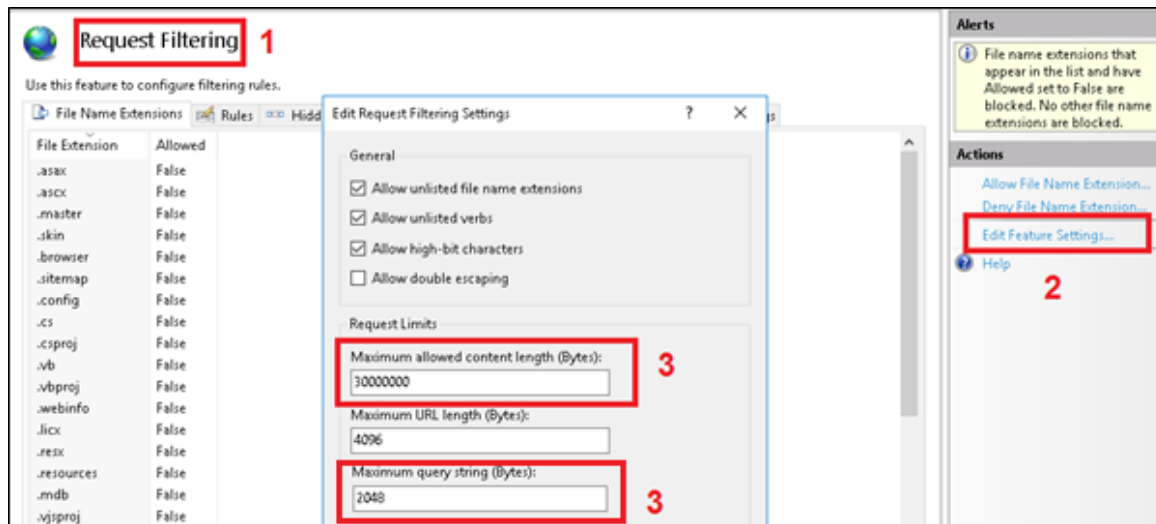 Request Filtering 1
Use this feature to configure filtering rules.
File Name Extensions Rules Hidd
File Extension Allowed
.asax False
.ascx False
.master False
.skin False
.browser False
.sitemap False
.config False
.cs False
.csproj False
.vb False
.vbproj False
.webinfo False
.licx False
.resx False
.resources False
.mdb False
.vjsproj False
Edit Request Filtering Settings ? ×
General
Allow unlisted file name extensions
Allow unlisted verbs
Allow high-bit characters
Allow double escaping
Request Limits
Maximum allowed content length (Bytes):
30000000
3
Maximum URL length (Bytes):
4096
Maximum query string (Bytes):
2048
3
Alerts
File name extensions that
appear in the list and have
Allowed set to False are
blocked. No other file name
extensions are blocked.
Actions
Allow File Name Extension...
Deny File Name Extension...
Edit Feature Settings...
Help
2